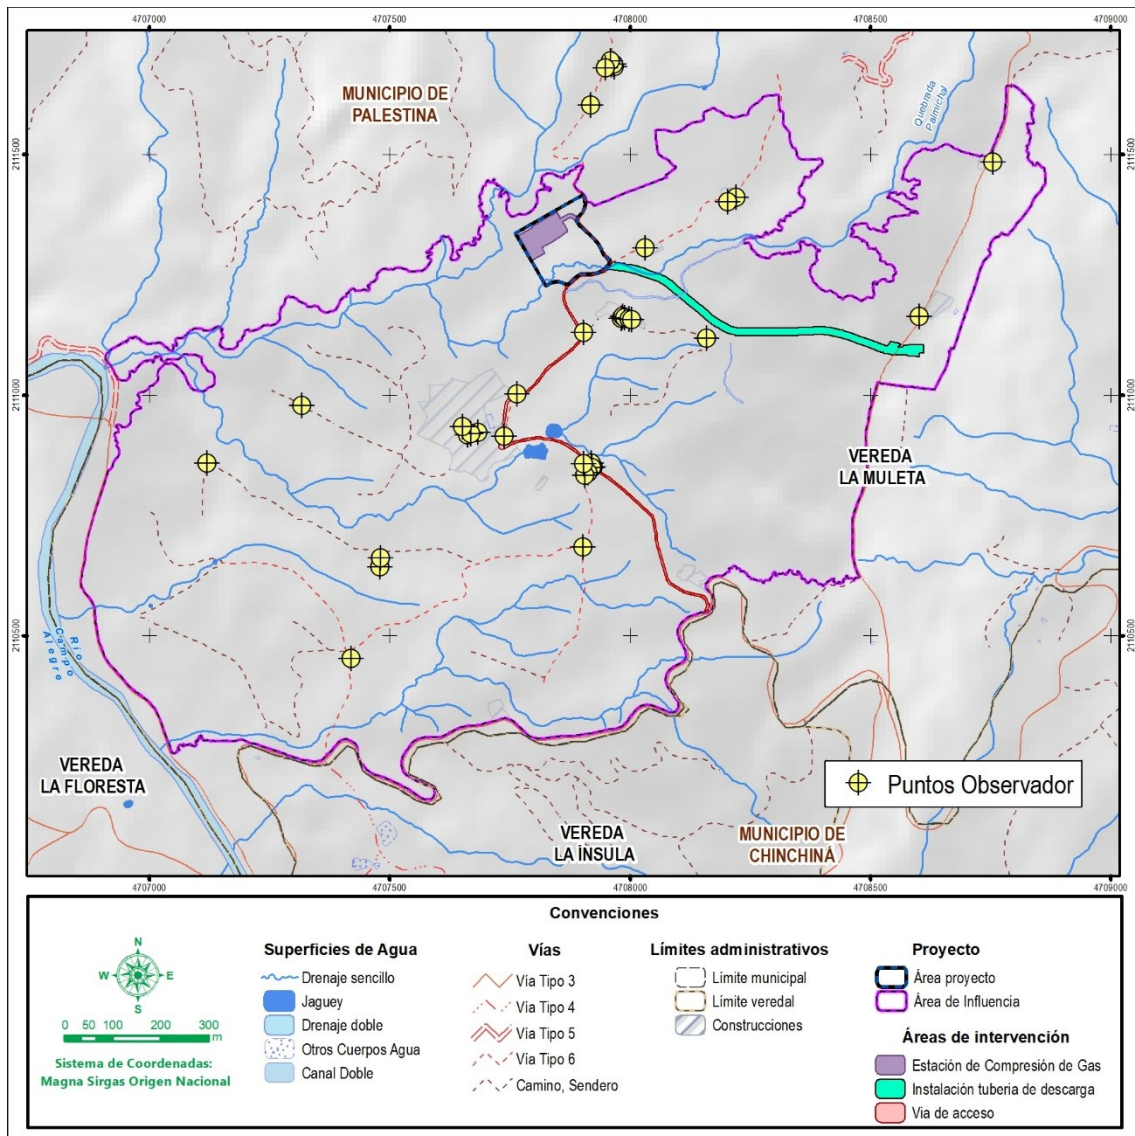 4707000 4707500 4708000 4708500 4709000
2111500
2111000
2110500
2111500
2111000
2110500
MUNICIPIO DE
PALESTINA
Quebrada
Palmichal
VEREDA
LA MULETA
Río
Campo
Alegre
VEREDA
LA FLORESTA
Puntos Observador
VEREDA
LA ÍNSULA
MUNICIPIO DE
CHINCHINÁ
4707000 4707500 4708000 4708500 4709000
Convenciones
N
W E
S
0 50 100 200 300
m
Sistema de Coordenadas:
Magna Sirgas Origen Nacional
Superficies de Agua
Drenaje sencillo
Jaguey
Drenaje doble
Otros Cuerpos Agua
Canal Doble
Vías
Vía Tipo 3
Vía Tipo 4
Vía Tipo 5
Vía Tipo 6
Camino, Sendero
Límites administrativos
Límite municipal
Límite veredal
Construcciones
Proyecto
Área proyecto
Área de Influencia
Áreas de intervención
Estación de Compresión de Gas
Instalación tuberia de descarga
Via de acceso